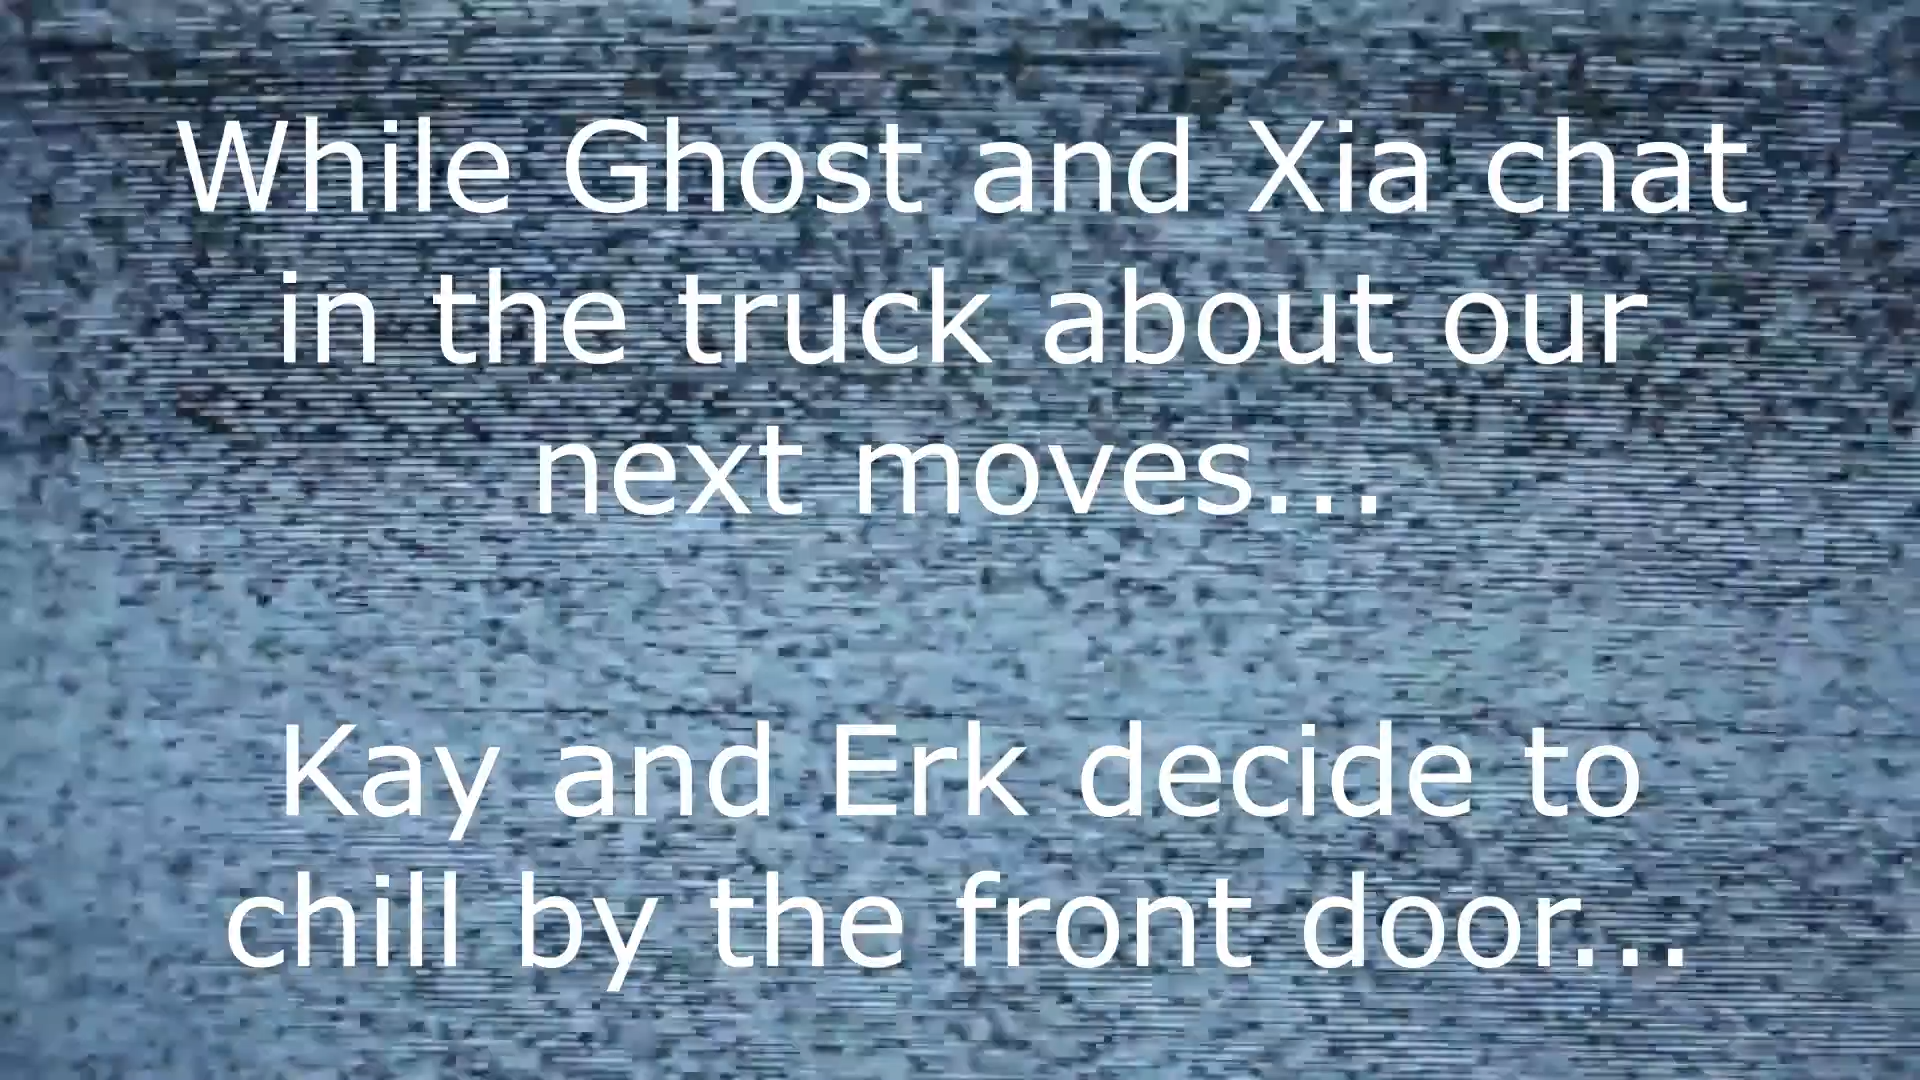 While Ghost and Xia chat
in the truck about our
next moves...
Kay and Erk decide to
chill by the front door...